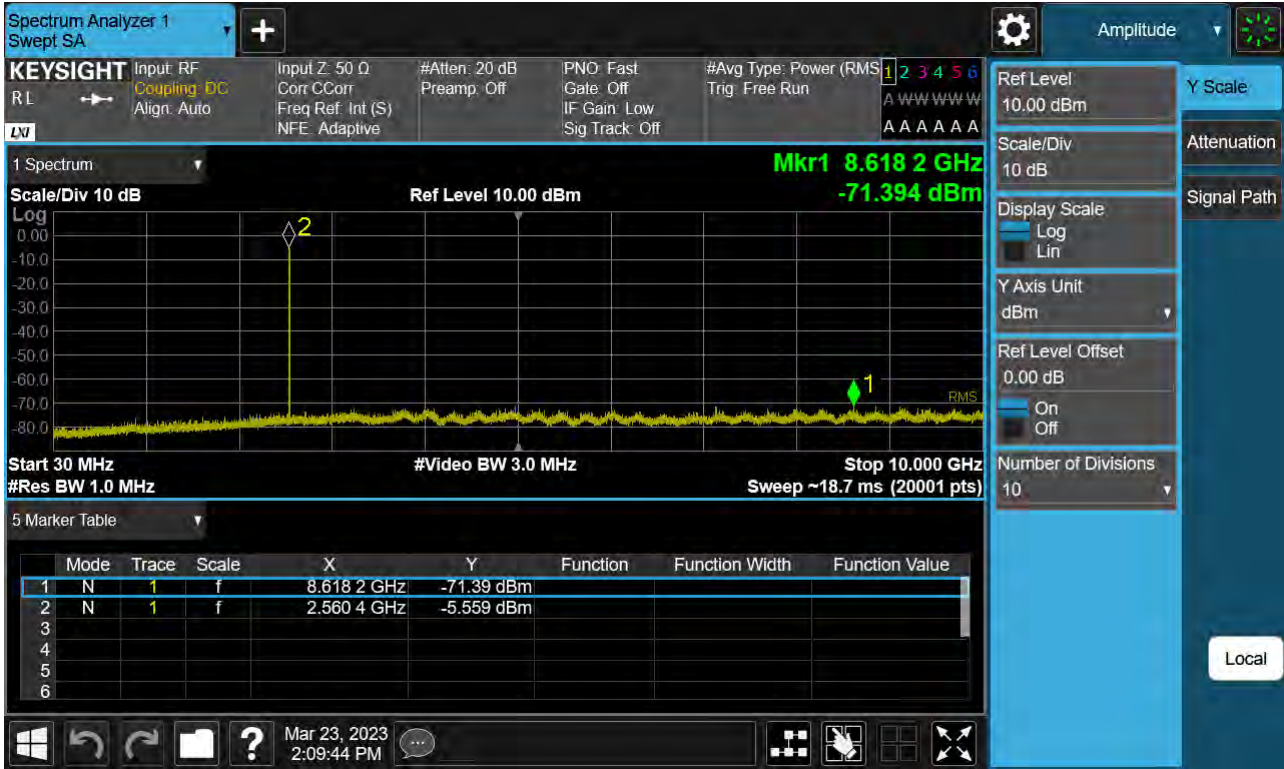 Spectrum Analyzer 1
Swept SA
Amplitude
KEYSIGHT
R L
LXI
Input: RF
Coupling: DC
Align: Auto
Input Z: 50 Ω
Corr CCorr
Freq Ref: Int (S)
NFE: Adaptive
#Atten: 20 dB
Preamp: Off
PNO: Fast
Gate: Off
IF Gain: Low
Sig Track: Off
#Avg Type: Power (RMS
Trig: Free Run
1 2 3 4 5 6
A W W W W W
A A A A A A
1 Spectrum
Mkr1 8.618 2 GHz
-71.394 dBm
Scale/Div 10 dB
Ref Level 10.00 dBm
Log
0.00
-10.0
-20.0
-30.0
-40.0
-50.0
-60.0
-70.0
-80.0
2
1
RMS
Start 30 MHz
#Video BW 3.0 MHz
Stop 10.000 GHz
#Res BW 1.0 MHz
Sweep ~18.7 ms (20001 pts)
5 Marker Table
Mode Trace Scale X Y Function Function Width Function Value
1 N 1 f 8.618 2 GHz -71.39 dBm
2 N 1 f 2.560 4 GHz -5.559 dBm
3
4
5
6
Ref Level
10.00 dBm
Scale/Div
10 dB
Display Scale
Log
Lin
Y Axis Unit
dBm
Ref Level Offset
0.00 dB
On
Off
Number of Divisions
10
Y Scale
Attenuation
Signal Path
Local
?
Mar 23, 2023
2:09:44 PM